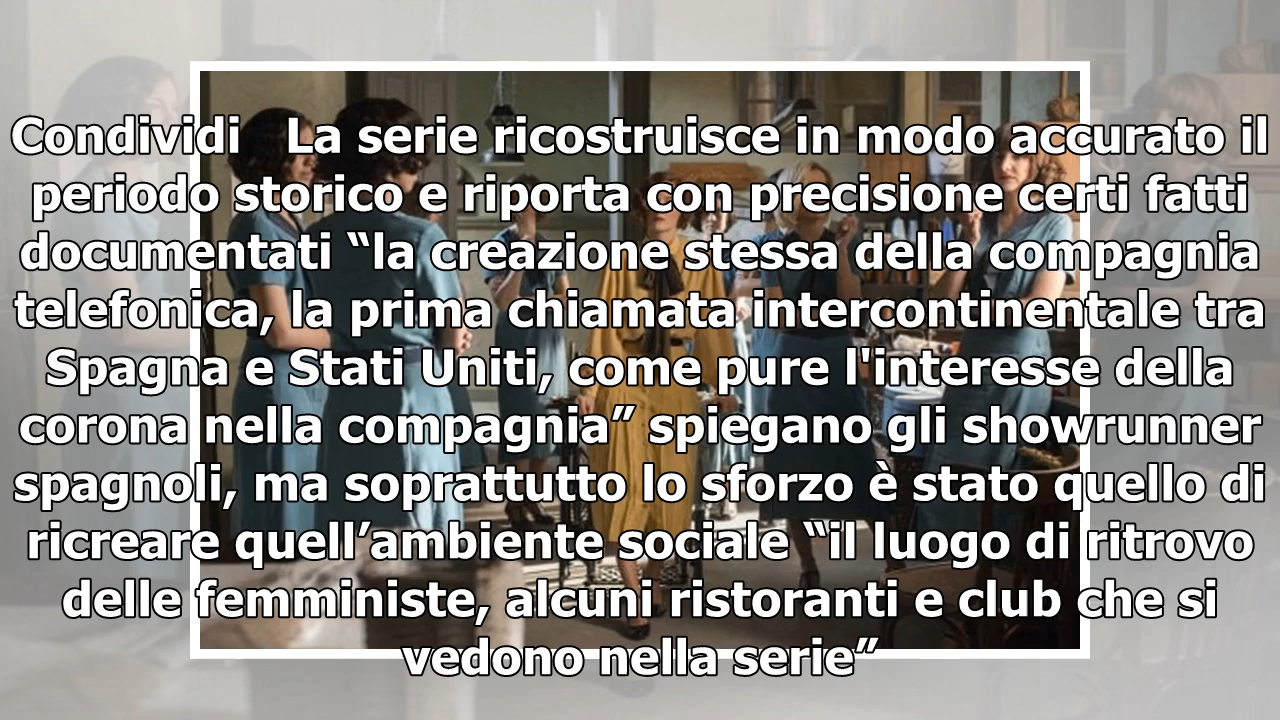 Condividi   La serie ricostruisce in modo accurato il
periodo storico e riporta con precisione certi fatti
documentati “la creazione stessa della compagnia
telefonica, la prima chiamata intercontinentale tra
Spagna e Stati Uniti, come pure l'interesse della
corona nella compagnia” spiegano gli showrunner
spagnoli, ma soprattutto lo sforzo è stato quello di
ricreare quell’ambiente sociale “il luogo di ritrovo
delle femministe, alcuni ristoranti e club che si
vedono nella serie”